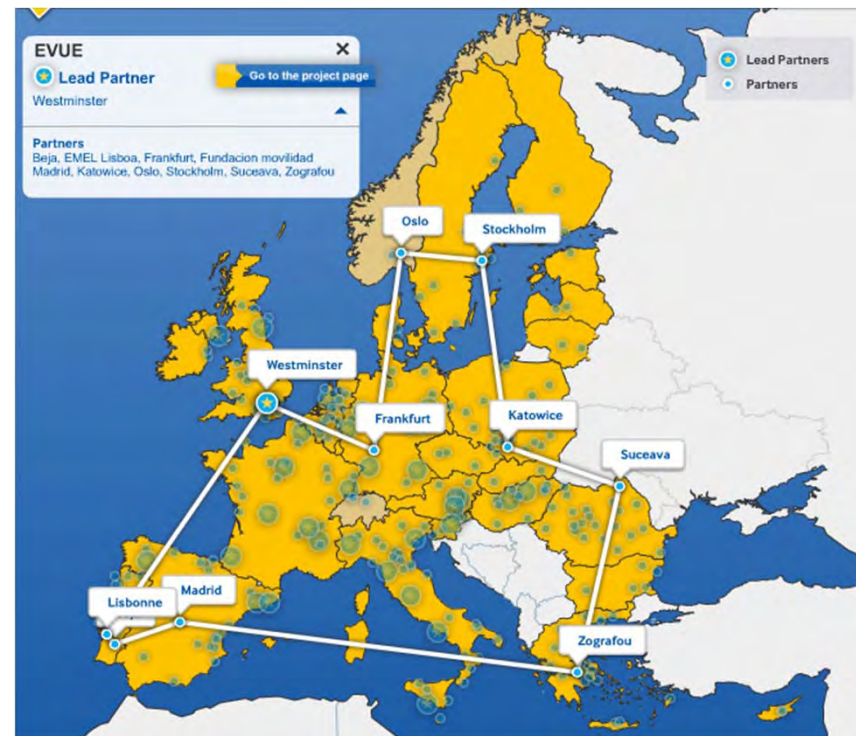 EVUE
Lead Partner
Go to the project page
Westminster
Partners
Beja, EMEL Lisboa, Frankfurt, Fundacion movilidad
Madrid, Katowice, Oslo, Stockholm, Suceava, Zografou
Lead Partners
Partners
Oslo
Stockholm
Westminster
Frankfurt
Katowice
Suceava
Madrid
Lisbonne
Zografou